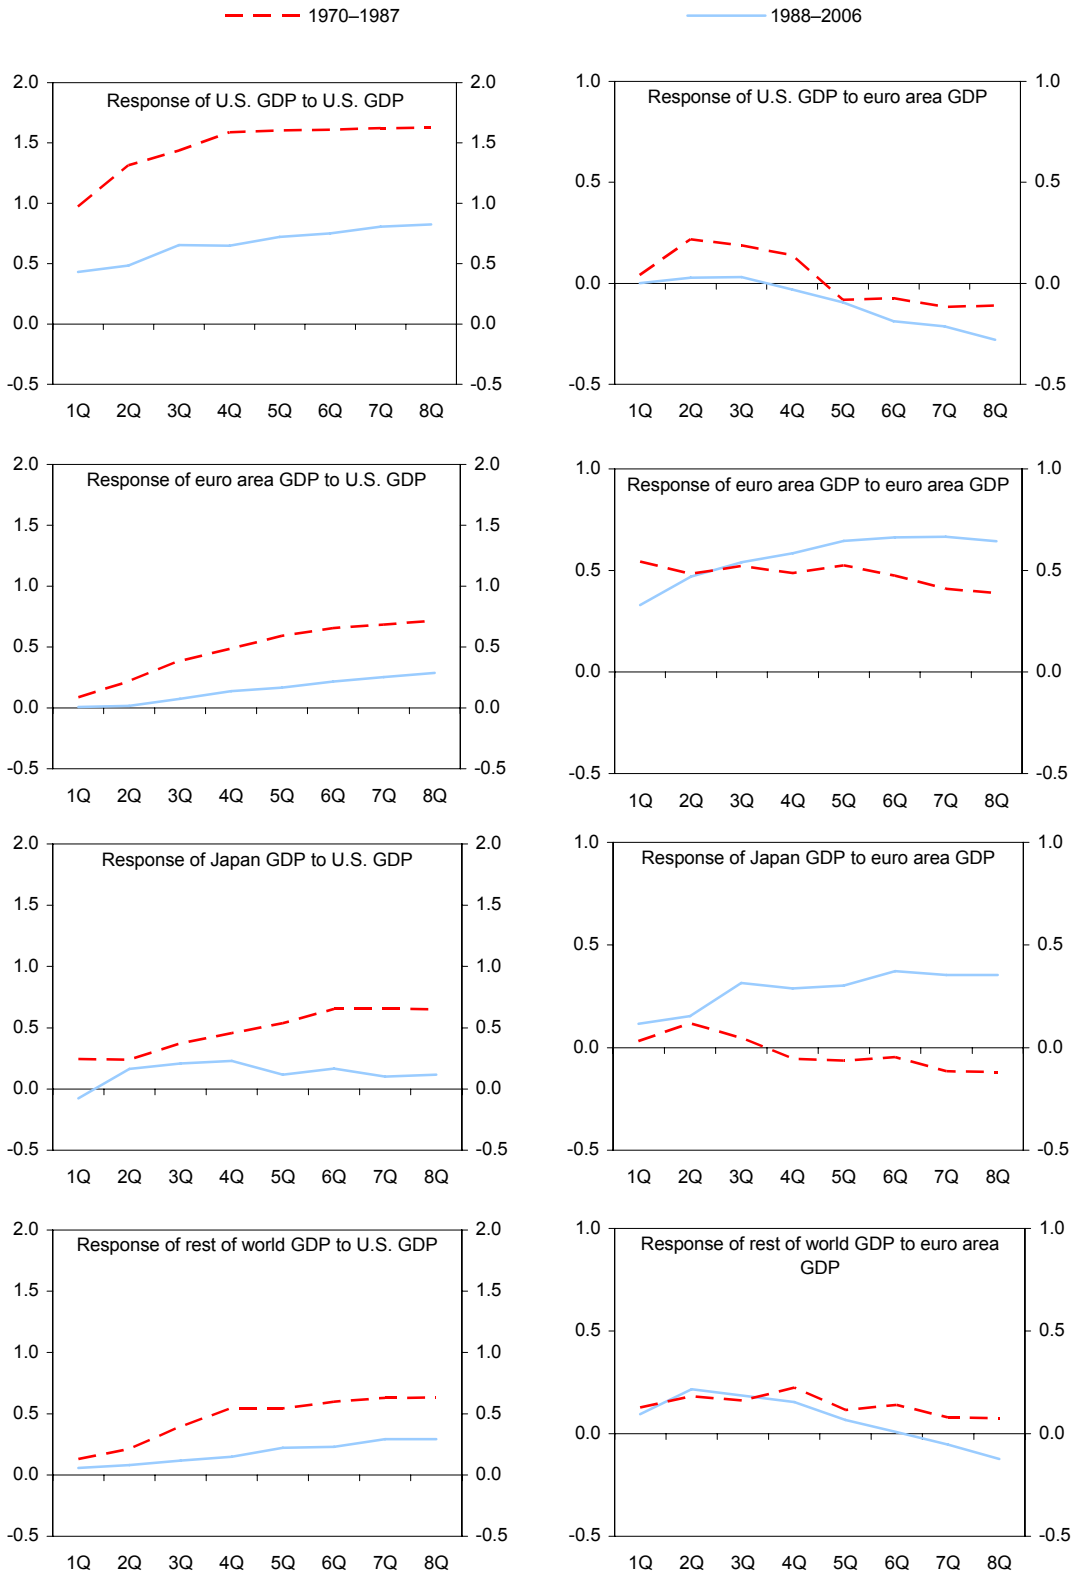 1970–1987 1988–2006
Response of U.S. GDP to U.S. GDP
2.0 2.0
1.5 1.5
1.0 1.0
0.5 0.5
0.0 0.0
-0.5 -0.5
1Q 2Q 3Q 4Q 5Q 6Q 7Q 8Q
Response of U.S. GDP to euro area GDP
1.0 1.0
0.5 0.5
0.0 0.0
-0.5 -0.5
1Q 2Q 3Q 4Q 5Q 6Q 7Q 8Q
Response of euro area GDP to U.S. GDP
2.0 2.0
1.5 1.5
1.0 1.0
0.5 0.5
0.0 0.0
-0.5 -0.5
1Q 2Q 3Q 4Q 5Q 6Q 7Q 8Q
Response of euro area GDP to euro area GDP
1.0 1.0
0.5 0.5
0.0 0.0
-0.5 -0.5
1Q 2Q 3Q 4Q 5Q 6Q 7Q 8Q
Response of Japan GDP to U.S. GDP
2.0 2.0
1.5 1.5
1.0 1.0
0.5 0.5
0.0 0.0
-0.5 -0.5
1Q 2Q 3Q 4Q 5Q 6Q 7Q 8Q
Response of Japan GDP to euro area GDP
1.0 1.0
0.5 0.5
0.0 0.0
-0.5 -0.5
1Q 2Q 3Q 4Q 5Q 6Q 7Q 8Q
Response of rest of world GDP to U.S. GDP
2.0 2.0
1.5 1.5
1.0 1.0
0.5 0.5
0.0 0.0
-0.5 -0.5
1Q 2Q 3Q 4Q 5Q 6Q 7Q 8Q
Response of rest of world GDP to euro area
GDP
1.0 1.0
0.5 0.5
0.0 0.0
-0.5 -0.5
1Q 2Q 3Q 4Q 5Q 6Q 7Q 8Q